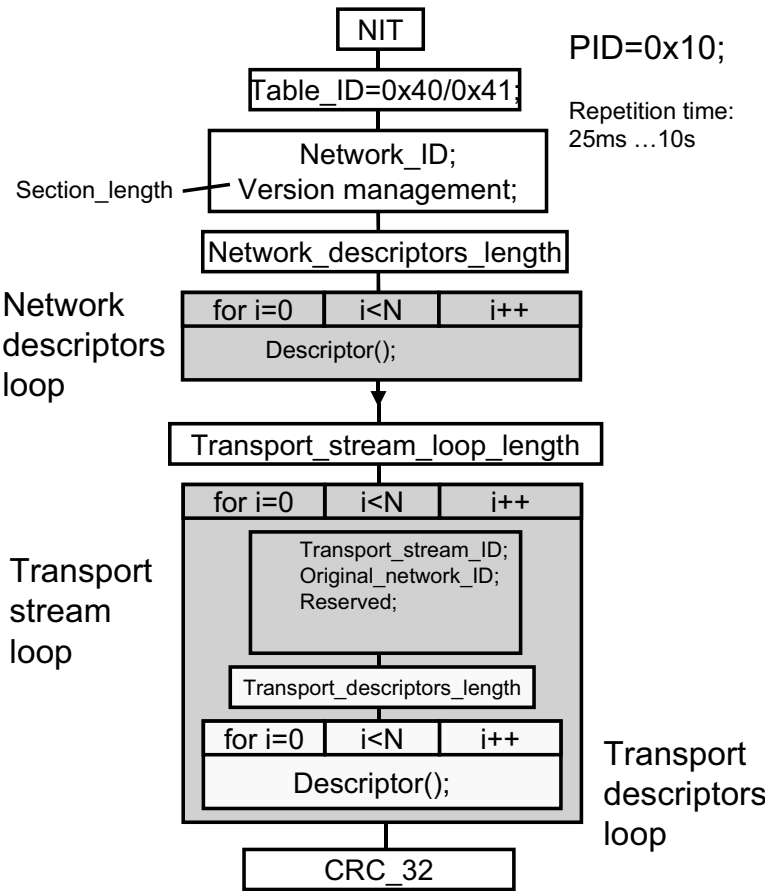 NIT
PID=0x10;
Table_ID=0x40/0x41;
Repetition time:
25ms …10s
Network_ID;
Section_length
Version management;
Network_descriptors_length
Network
descriptors
loop
for i=0 i<N i++
Descriptor();
Transport_stream_loop_length
for i=0 i<N i++
Transport
stream
loop
Transport_stream_ID;
Original_network_ID;
Reserved;
Transport_descriptors_length
for i=0 i<N i++
Descriptor();
Transport
descriptors
loop
CRC_32